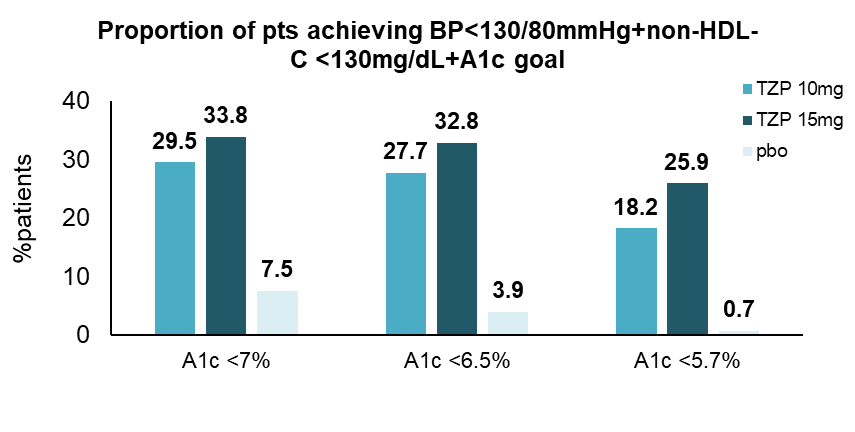 Proportion of pts achieving BP<130/80mmHg+non-HDL-
C <130mg/dL+A1c goal
TZP 10mg
TZP 15mg
pbo
%patients
40
30
20
10
0
29.5
33.8
7.5
27.7
32.8
3.9
18.2
25.9
0.7
A1c <7%
A1c <6.5%
A1c <5.7%